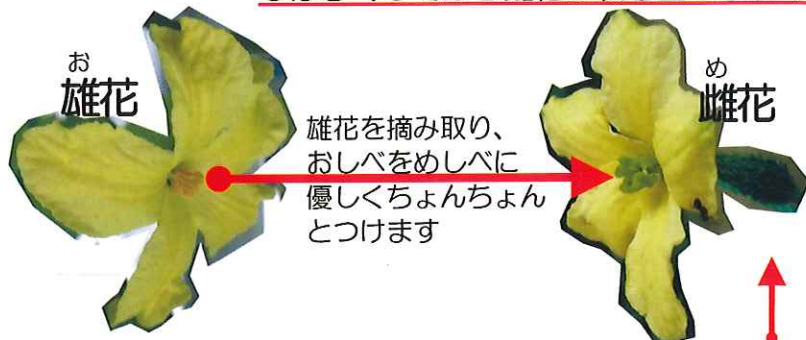 お
雄花
め
雌花
雄花を摘み取り、
おしべをめしべに
優しくちょんちょん
とつけます